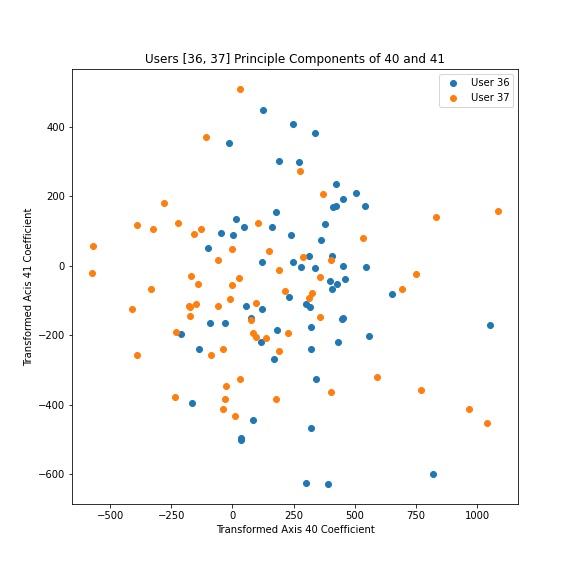 Users [36, 37] Principle Components of 40 and 41
User 36
User 37
400
200
0
−200
−400
−600
Transformed Acis 41 Coefficient
−500
−250
0
250
500
750
1000
Transformed Axis 40 Coefficient